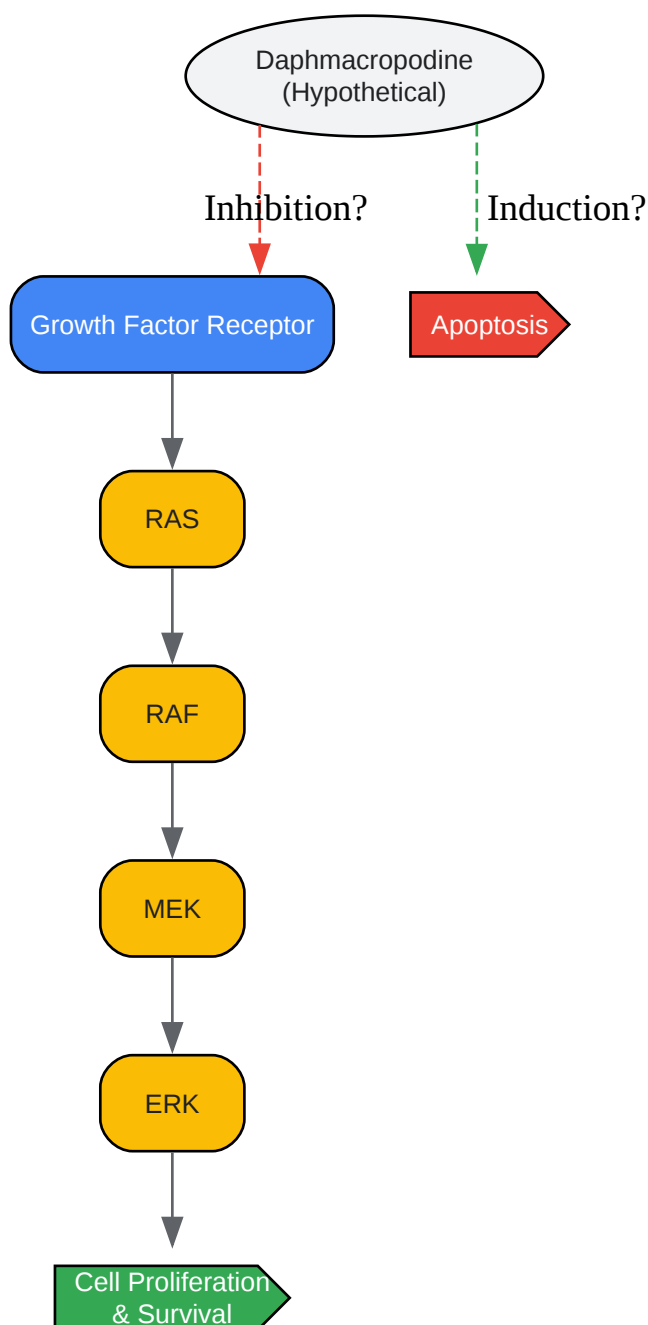 Daphmacropodine
(Hypothetical)
Inhibition?
Induction?
Growth Factor Receptor
Apoptosis
RAS
RAF
MEK
ERK
Cell Proliferation
& Survival